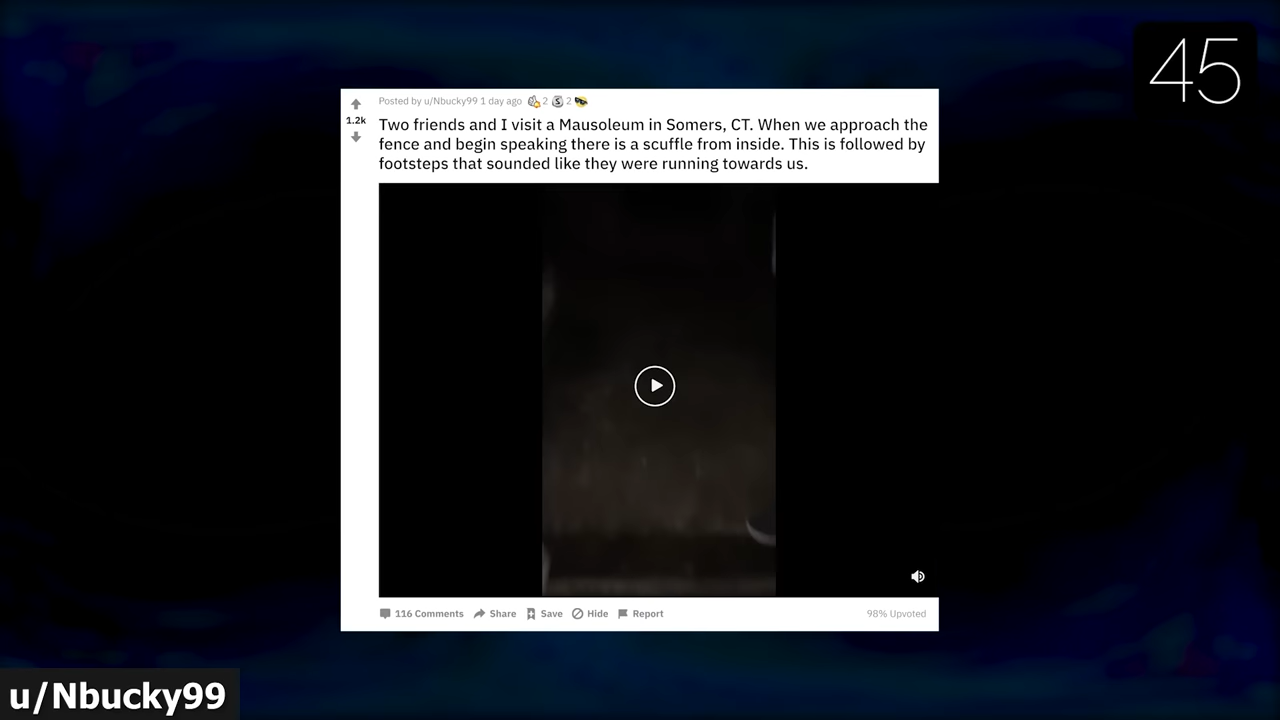 45
Posted by u/Nbucky99 1 day ago 2 S 2
1.2k
Two friends and I visit a Mausoleum in Somers, CT. When we approach the
fence and begin speaking there is a scuffle from inside. This is followed by
footsteps that sounded like they were running towards us.
116 Comments Share Save Hide Report 98% Upvoted
u/Nbucky99